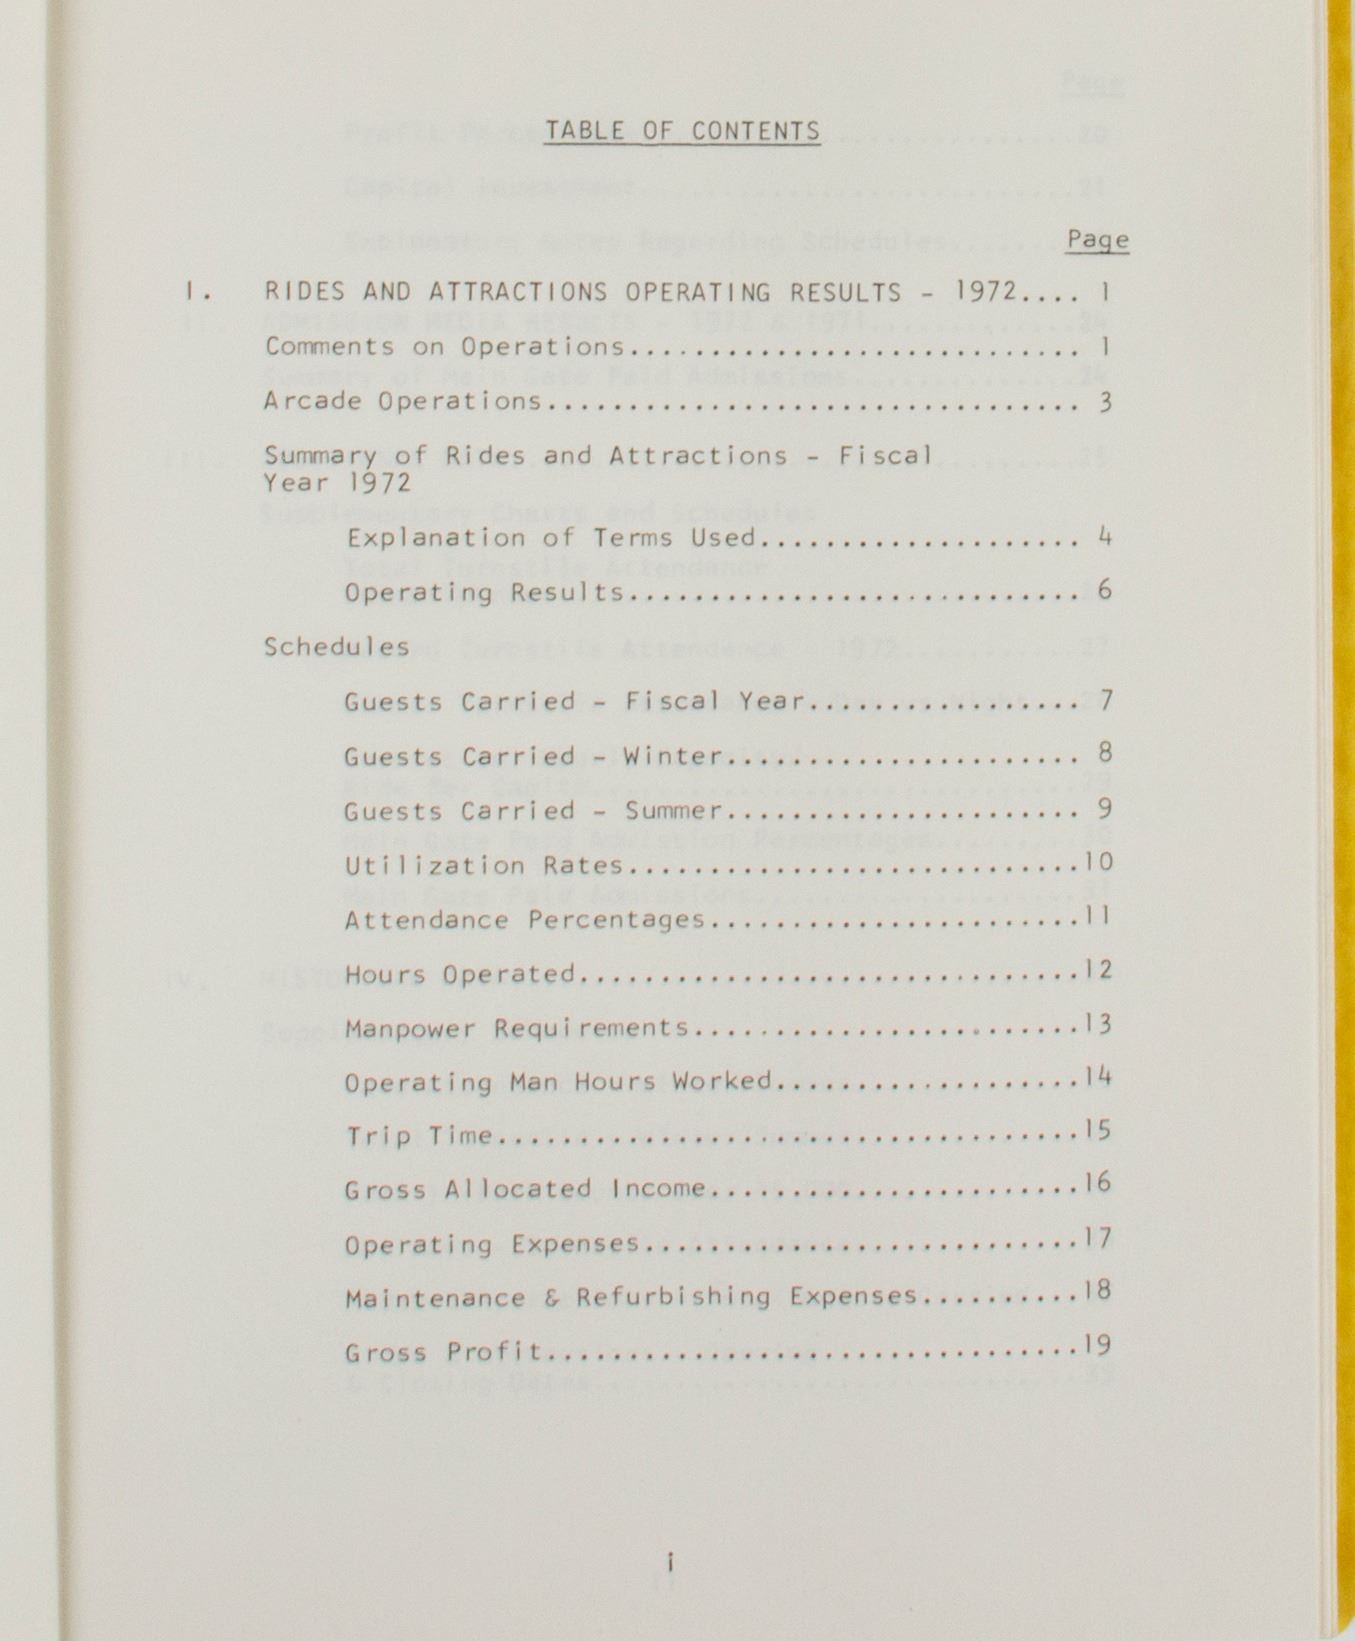 TABLE OF CONTENTS
Page
I. RIDES AND ATTRACTIONS OPERATING RESULTS - 1972.... 1
Comments on Operations............................ 1
Arcade Operations................................. 3
Summary of Rides and Attractions - Fiscal
Year 1972
Explanation of Terms Used.................... 4
Operating Results............................ 6
Schedules
Guests Carried - Fiscal Year................. 7
Guests Carried - Winter...................... 8
Guests Carried - Summer...................... 9
Utilization Rates............................10
Attendance Percentages.......................11
Hours Operated...............................12
Manpower Requirements........................13
Operating Man Hours Worked...................14
Trip Time....................................15
Gross Allocated Income.......................16
Operating Expenses...........................17
Maintenance & Refurbishing Expenses..........18
Gross Profit.................................19
i